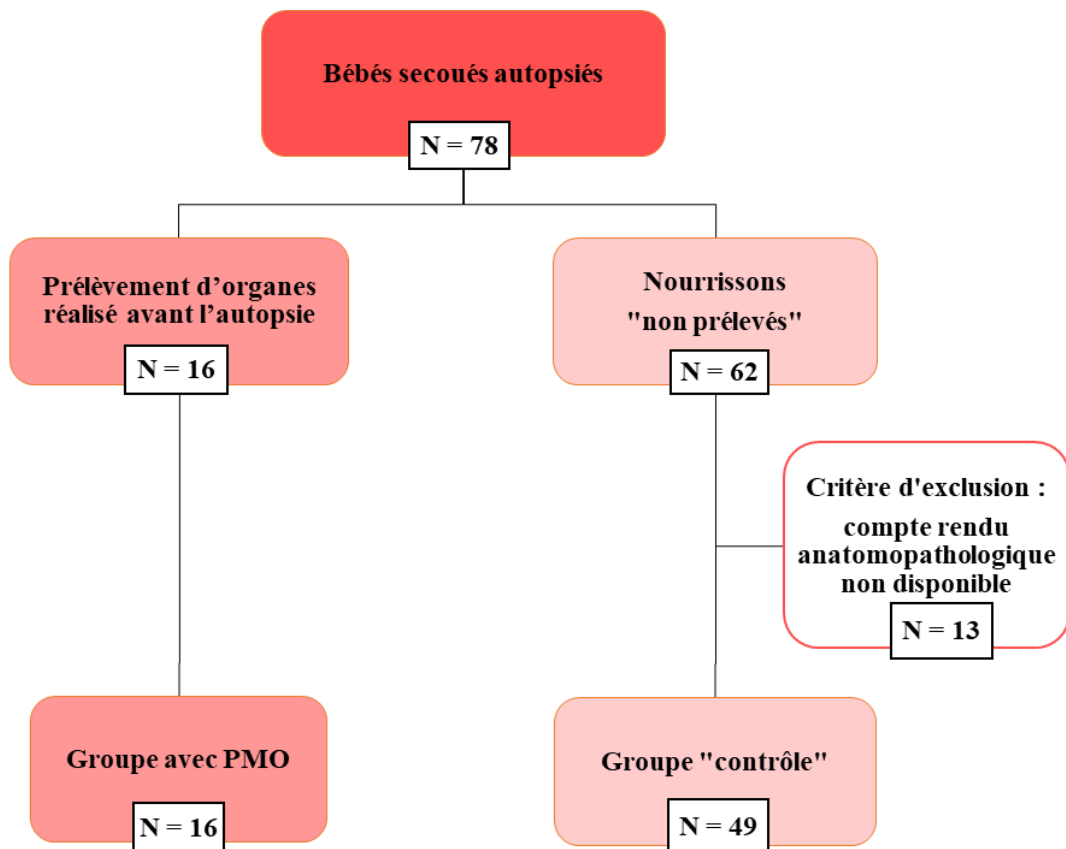 Bébés secoués autopsiés
N = 78
Prélèvement d’organes
réalisé avant l’autopsie
N = 16
Nourrissons
"non prélevés"
N = 62
Critère d'exclusion :
compte rendu
anatomopathologique
non disponible
N = 13
Groupe avec PMO
N = 16
Groupe "contrôle"
N = 49